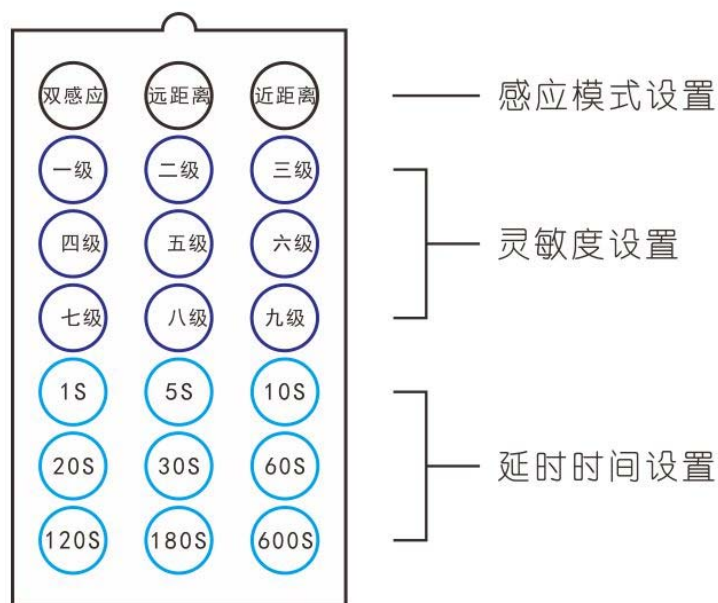 双感应 远距离 近距离 感应模式设置
一级 二级 三级
四级 五级 六级 灵敏度设置
七级 八级 九级
1S 5S 10S
20S 30S 60S 延时时间设置
120S 180S 600S